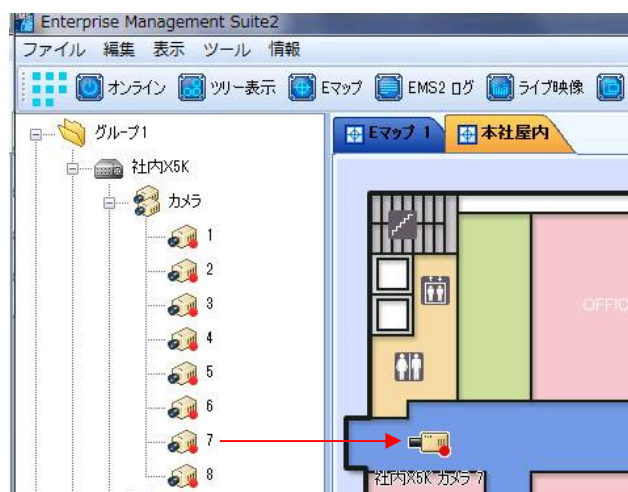 Enterprise Management Suite2
ファイル 編集 表示 ツール 情報
オンライン ツリー表示 Eマップ EMS2 ログ ライブ映像
グループ1
社内X5K
カメラ
1
2
3
4
5
6
7
8
Eマップ 1 本社屋内
OFFIC
社内X5K カメラ 7